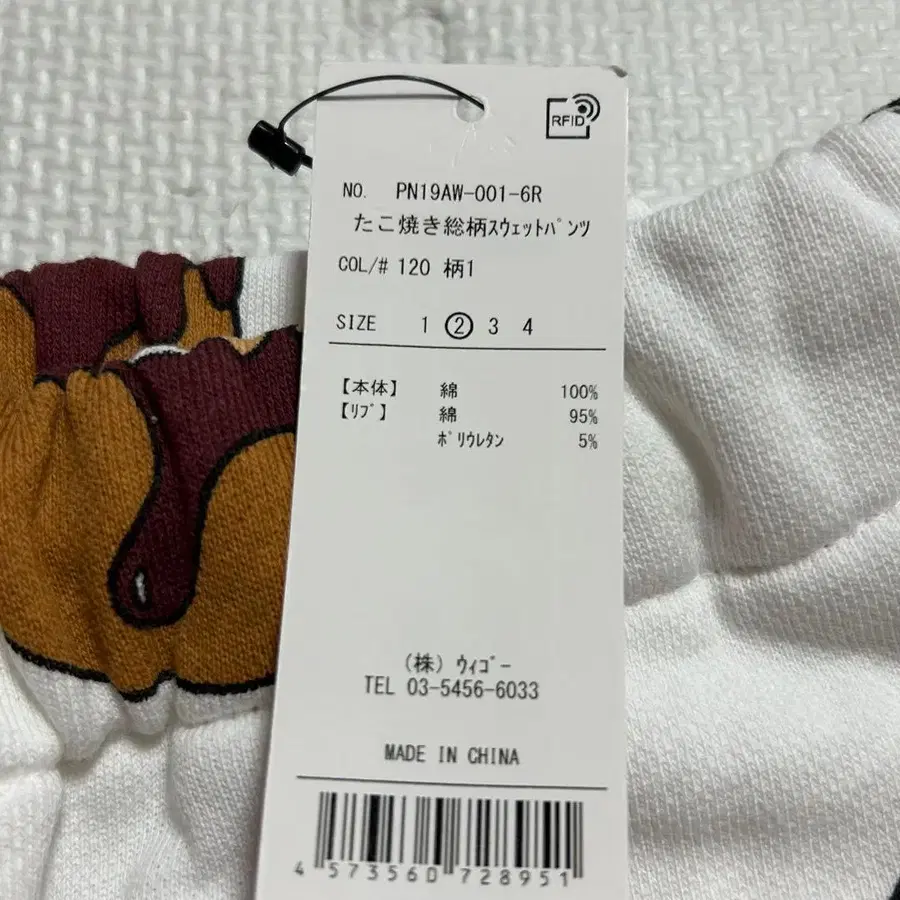 RFID
NO. PN19AW-001-6R
たこ焼き総柄ｽｳｪｯﾄﾊﾟﾝﾂ
COL/# 120 柄1
SIZE 1 ② 3 4
【本体】 綿 100%
【ﾘﾌﾞ】 綿 95%
ﾎﾟﾘｳﾚﾀﾝ 5%
(株) ｳｨｺﾞｰ
TEL 03-5456-6033
MADE IN CHINA
4 573560 728951